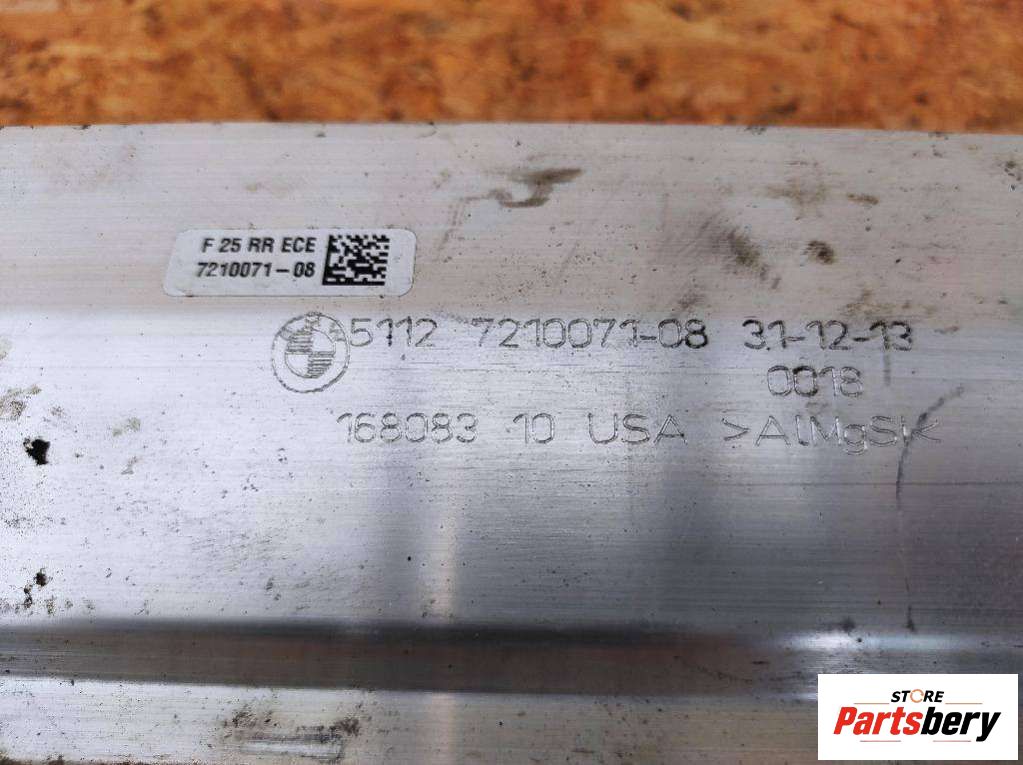 F 25 RR ECE
7210071-08
5112 7210071-08 31-12-13
0018
168083 10 USA >AlMgSi<
STORE
Partsbery